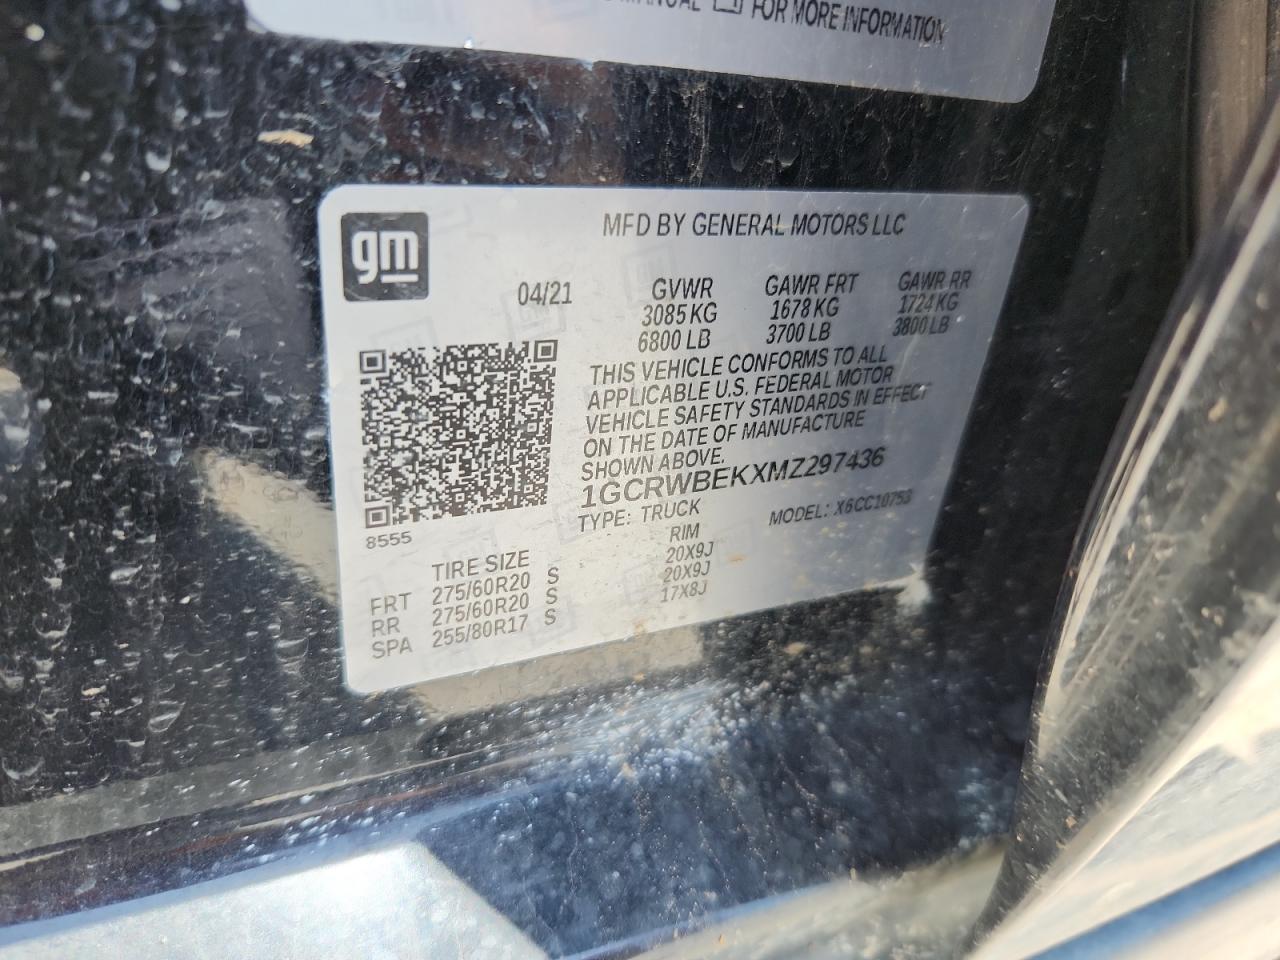 MANUAL FOR MORE INFORMATION
gm
MFD BY GENERAL MOTORS LLC
04/21
GVWR GAWR FRT GAWR RR
3085 KG 1678 KG 1724 KG
6800 LB 3700 LB 3800 LB
THIS VEHICLE CONFORMS TO ALL
APPLICABLE U.S. FEDERAL MOTOR
VEHICLE SAFETY STANDARDS IN EFFECT
ON THE DATE OF MANUFACTURE
SHOWN ABOVE.
1GCRWBEKXMZ297436
TYPE: TRUCK MODEL: X6CC10753
8555
TIRE SIZE RIM
FRT 275/60R20 S 20X9J
RR 275/60R20 S 20X9J
SPA 255/80R17 S 17X8J